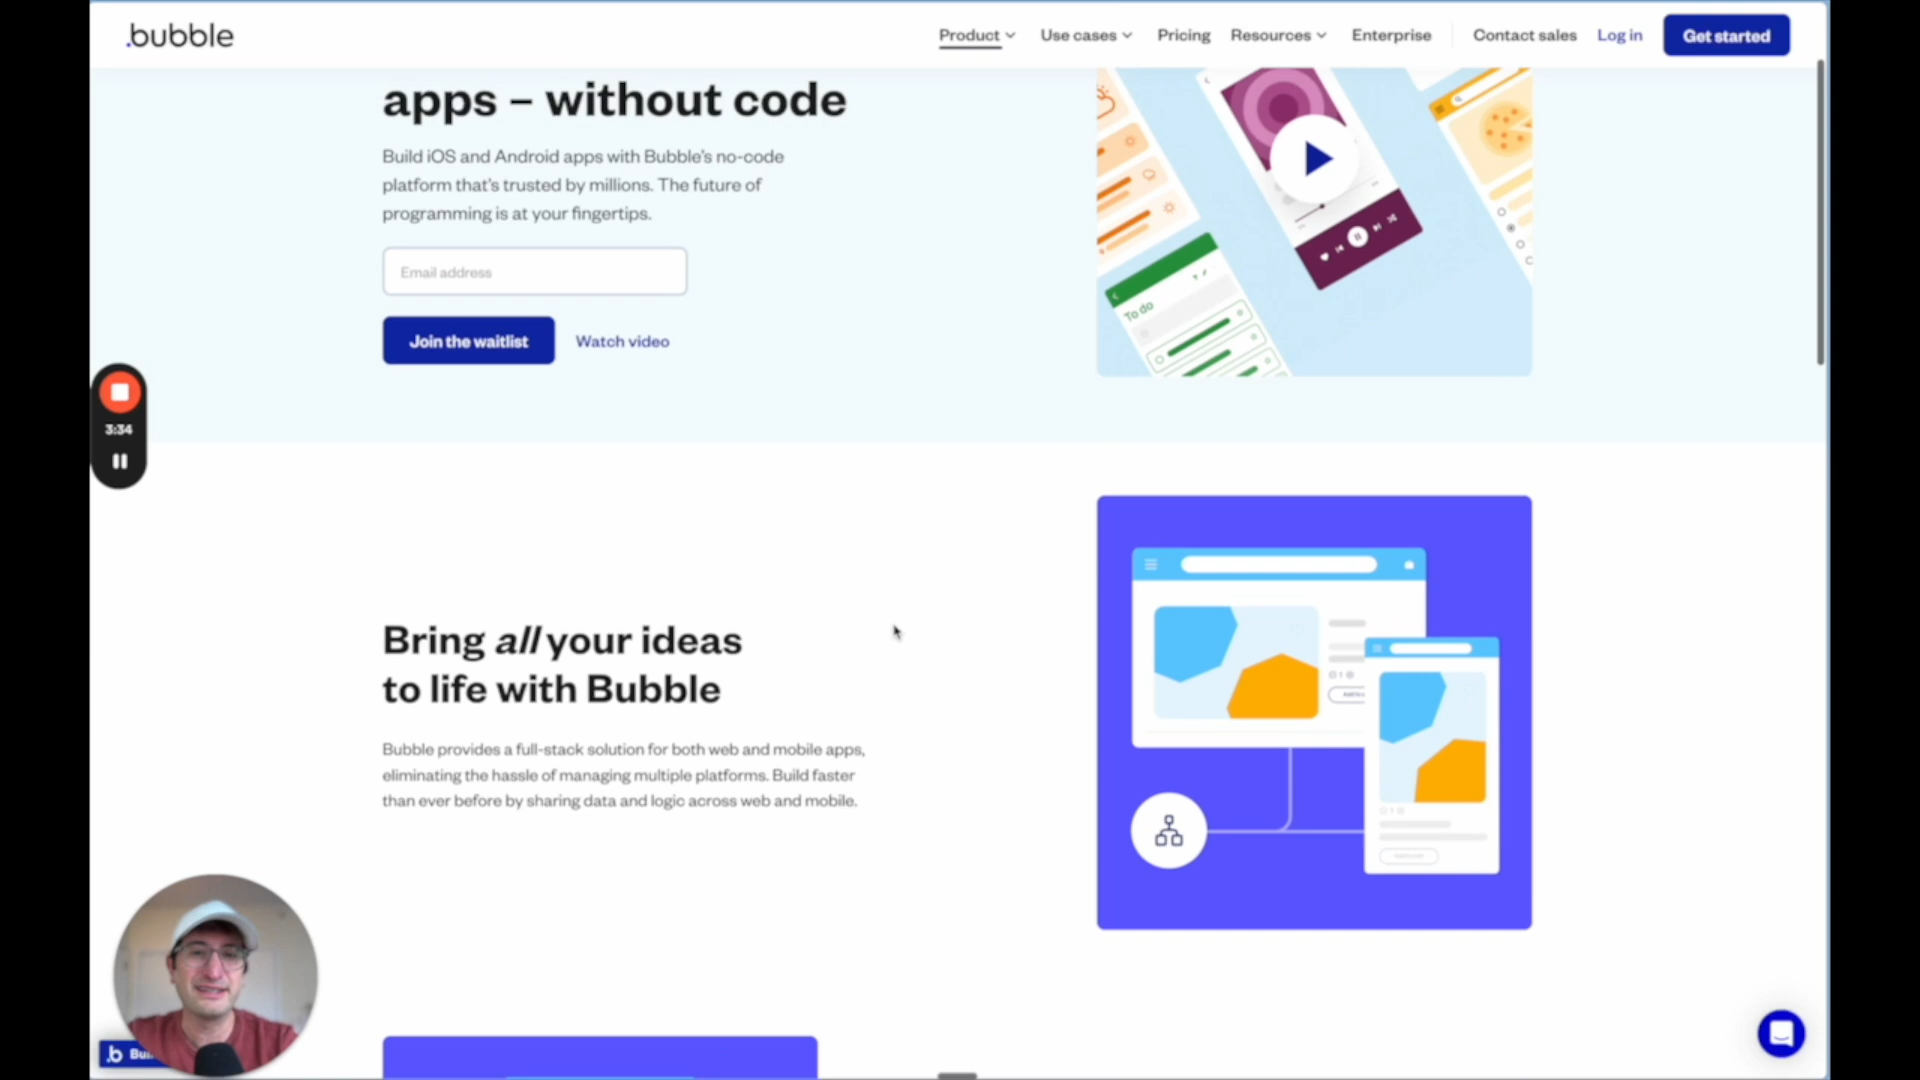 .bubble
Product
Use cases
Pricing
Resources
Enterprise
Contact sales
Log in
Get started
apps – without code
Build iOS and Android apps with Bubble's no-code
platform that's trusted by millions. The future of
programming is at your fingertips.
Email address
Join the waitlist
Watch video
To do
3:34
Bring all your ideas
to life with Bubble
Bubble provides a full-stack solution for both web and mobile apps,
eliminating the hassle of managing multiple platforms. Build faster
than ever before by sharing data and logic across web and mobile.
.b